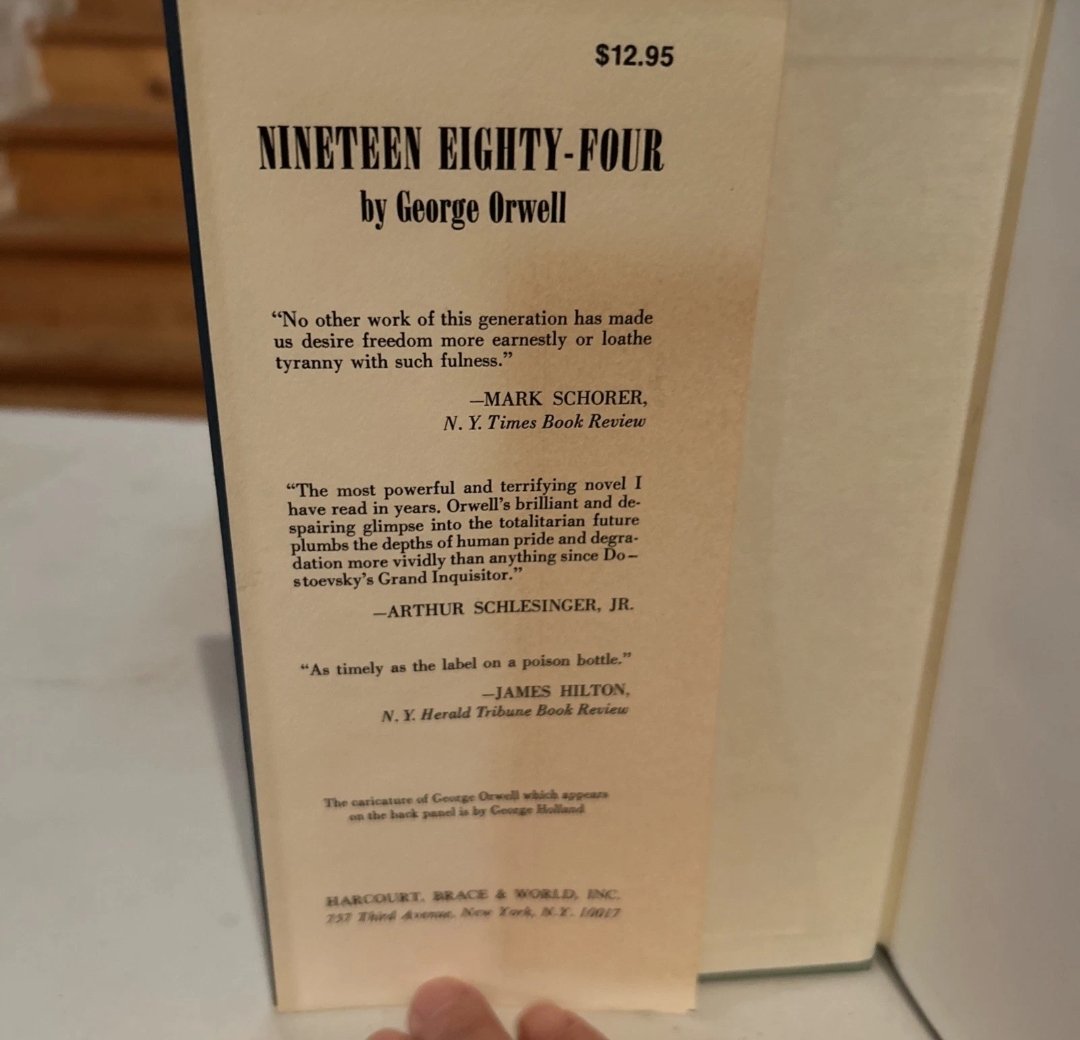 $12.95
NINETEEN EIGHTY-FOUR
by George Orwell
“No other work of this generation has made
us desire freedom more earnestly or loathe
tyranny with such fulness.”
—MARK SCHORER,
N. Y. Times Book Review
“The most powerful and terrifying novel I
have read in years. Orwell’s brilliant and de-
spairing glimpse into the totalitarian future
plumbs the depths of human pride and degra-
dation more vividly than anything since Do–
stoevsky’s Grand Inquisitor.”
—ARTHUR SCHLESINGER, JR.
“As timely as the label on a poison bottle.”
—JAMES HILTON,
N. Y. Herald Tribune Book Review
The caricature of George Orwell which appears
on the back panel is by George Holland
HARCOURT, BRACE & WORLD, INC.
757 Third Avenue, New York, N.Y. 10017